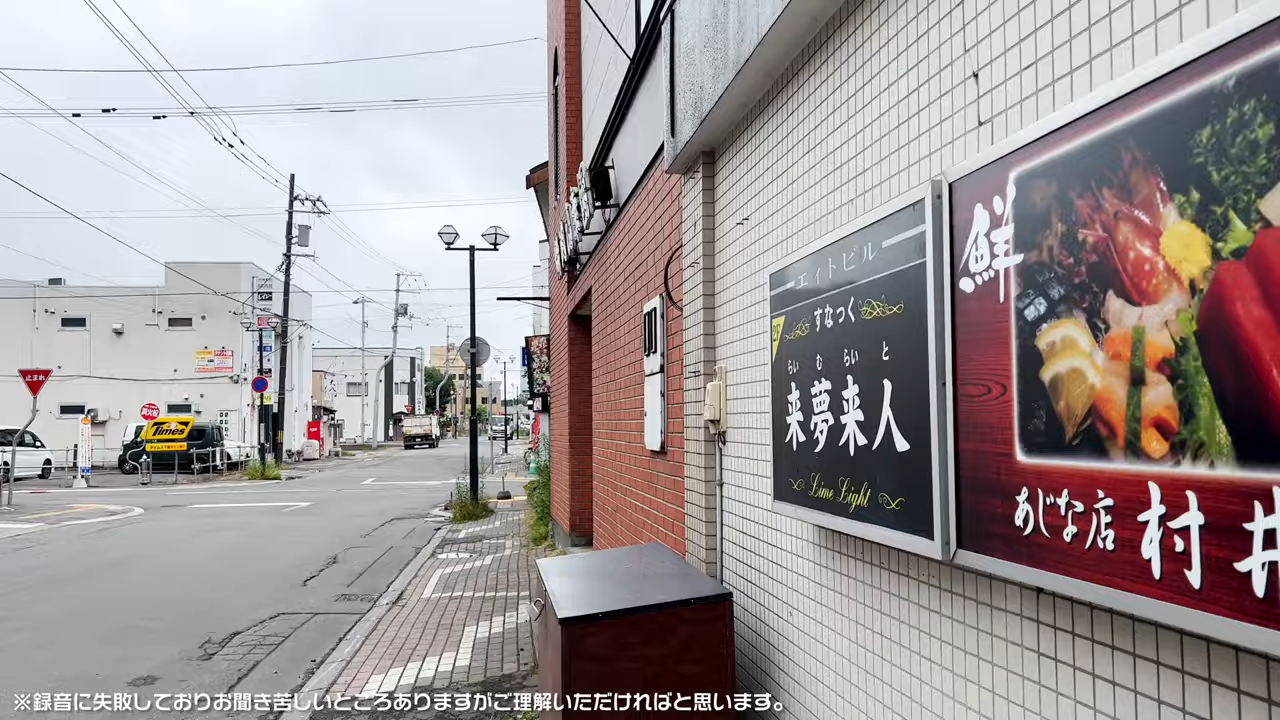 止まれ
Times
エイトビル
2F
すなっく
らい む らい と
来夢来人
Lime Light
鮮
あじな店 村井
※録音に失敗しておりお聞き苦しいところありますがご理解いただければと思います。